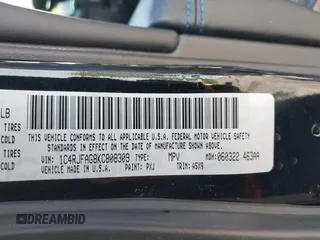 LB
TIRES
COLD
TIRES
COLD
THIS VEHICLE CONFORMS TO ALL APPLICABLE U.S.A. FEDERAL MOTOR VEHICLE SAFETY
STANDARDS IN EFFECT ON THE DATE OF MANUFACTURE SHOWN ABOVE.
VIN: 1C4RJFAG8KC808309 TYPE: MPV MDH: 060322 463AA
VEHICLE MADE IN U.S.A. PAINT: PXJ TRIM: A5X9
DREAMBID